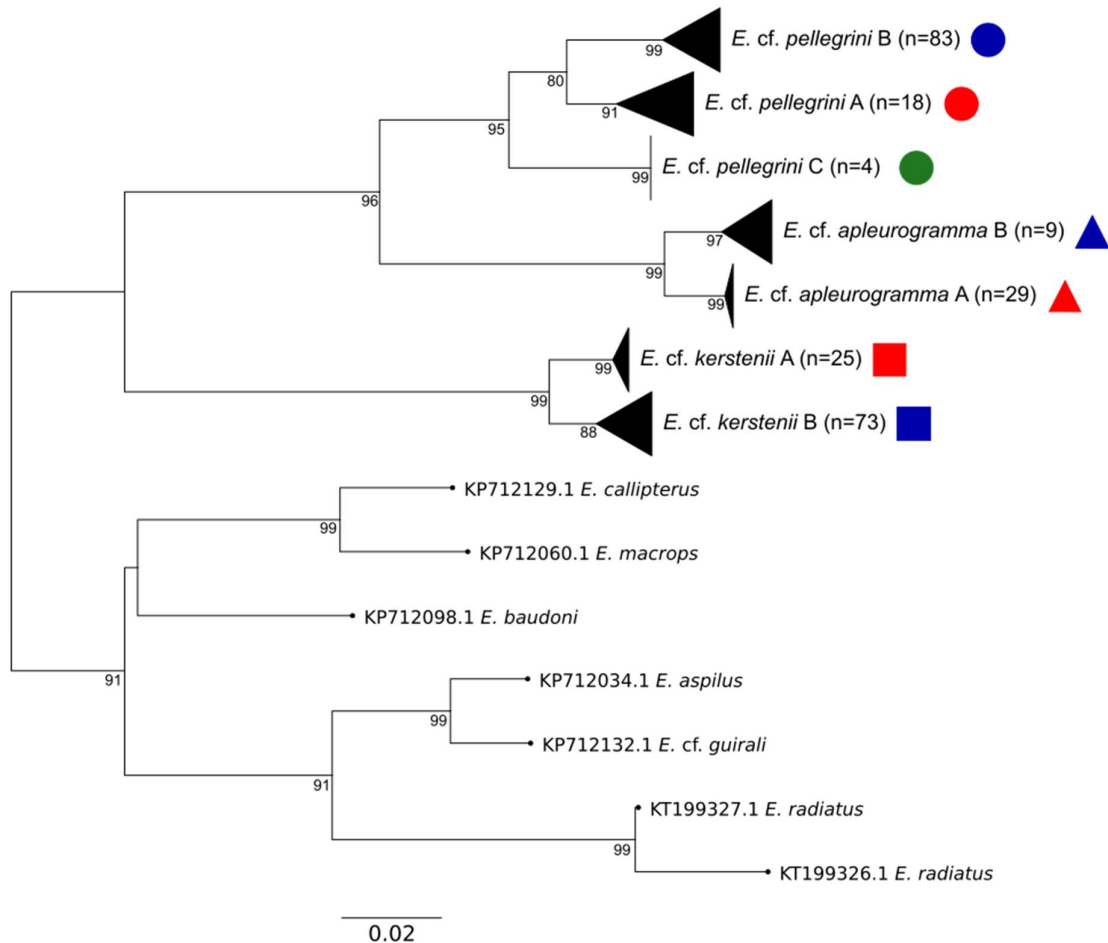 E. cf. pellegrini B (n=83)
99
80
E. cf. pellegrini A (n=18)
91
95
E. cf. pellegrini C (n=4)
99
96
E. cf. apleurogramma B (n=9)
97
99
E. cf. apleurogramma A (n=29)
99
E. cf. kerstenii A (n=25)
99
99
E. cf. kerstenii B (n=73)
88
KP712129.1 E. callipterus
99
KP712060.1 E. macrops
KP712098.1 E. baudoni
91
KP712034.1 E. aspilus
99
KP712132.1 E. cf. guirali
91
KT199327.1 E. radiatus
99
KT199326.1 E. radiatus
0.02